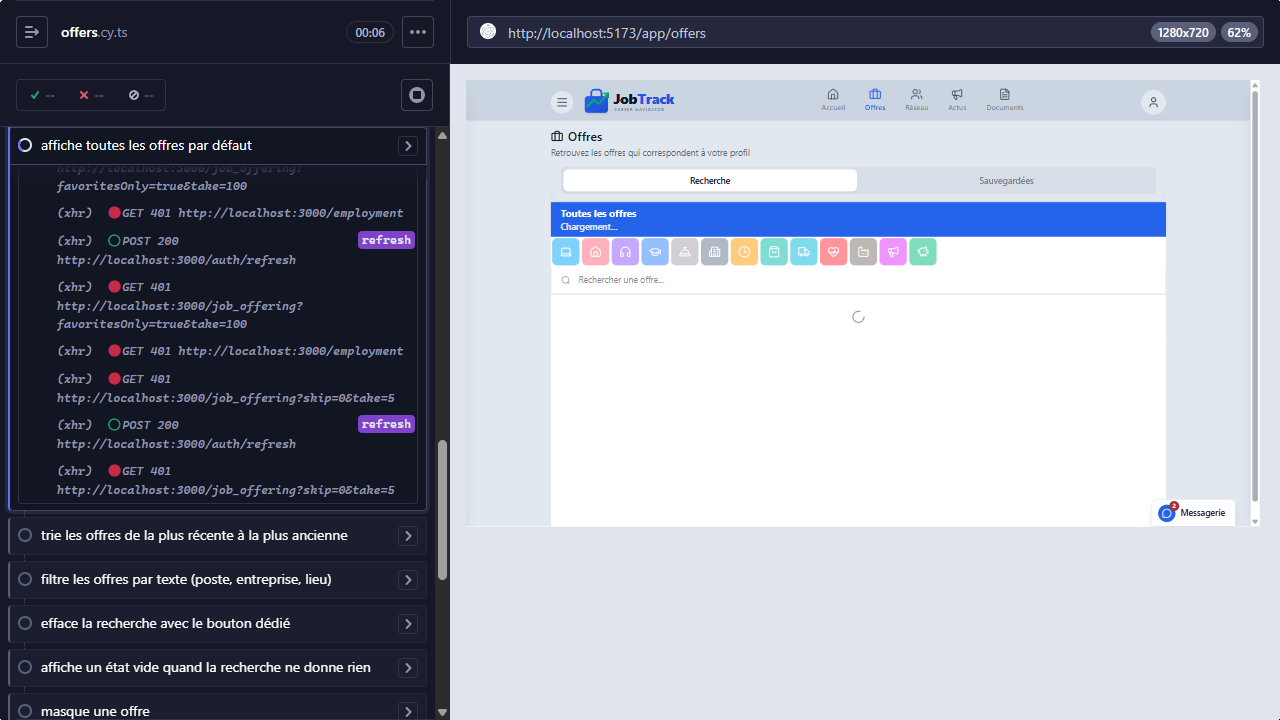 offers.cy.ts
00:06
--
--
--
affiche toutes les offres par défaut
http://localhost:3000/job_offering?
favoritesOnly=true&take=100
(xhr) GET 401 http://localhost:3000/employment
(xhr) POST 200
refresh
http://localhost:3000/auth/refresh
(xhr) GET 401
http://localhost:3000/job_offering?
favoritesOnly=true&take=100
(xhr) GET 401 http://localhost:3000/employment
(xhr) GET 401
http://localhost:3000/job_offering?skip=0&take=5
(xhr) POST 200
refresh
http://localhost:3000/auth/refresh
(xhr) GET 401
http://localhost:3000/job_offering?skip=0&take=5
trie les offres de la plus récente à la plus ancienne
filtre les offres par texte (poste, entreprise, lieu)
efface la recherche avec le bouton dédié
affiche un état vide quand la recherche ne donne rien
masque une offre
http://localhost:5173/app/offers
1280x720
62%
JobTrack
CAREER NAVIGATOR
Accueil
Offres
Réseau
Actus
Documents
Offres
Retrouvez les offres qui correspondent à votre profil
Recherche
Sauvegardées
Toutes les offres
Chargement...
Rechercher une offre...
2
Messagerie